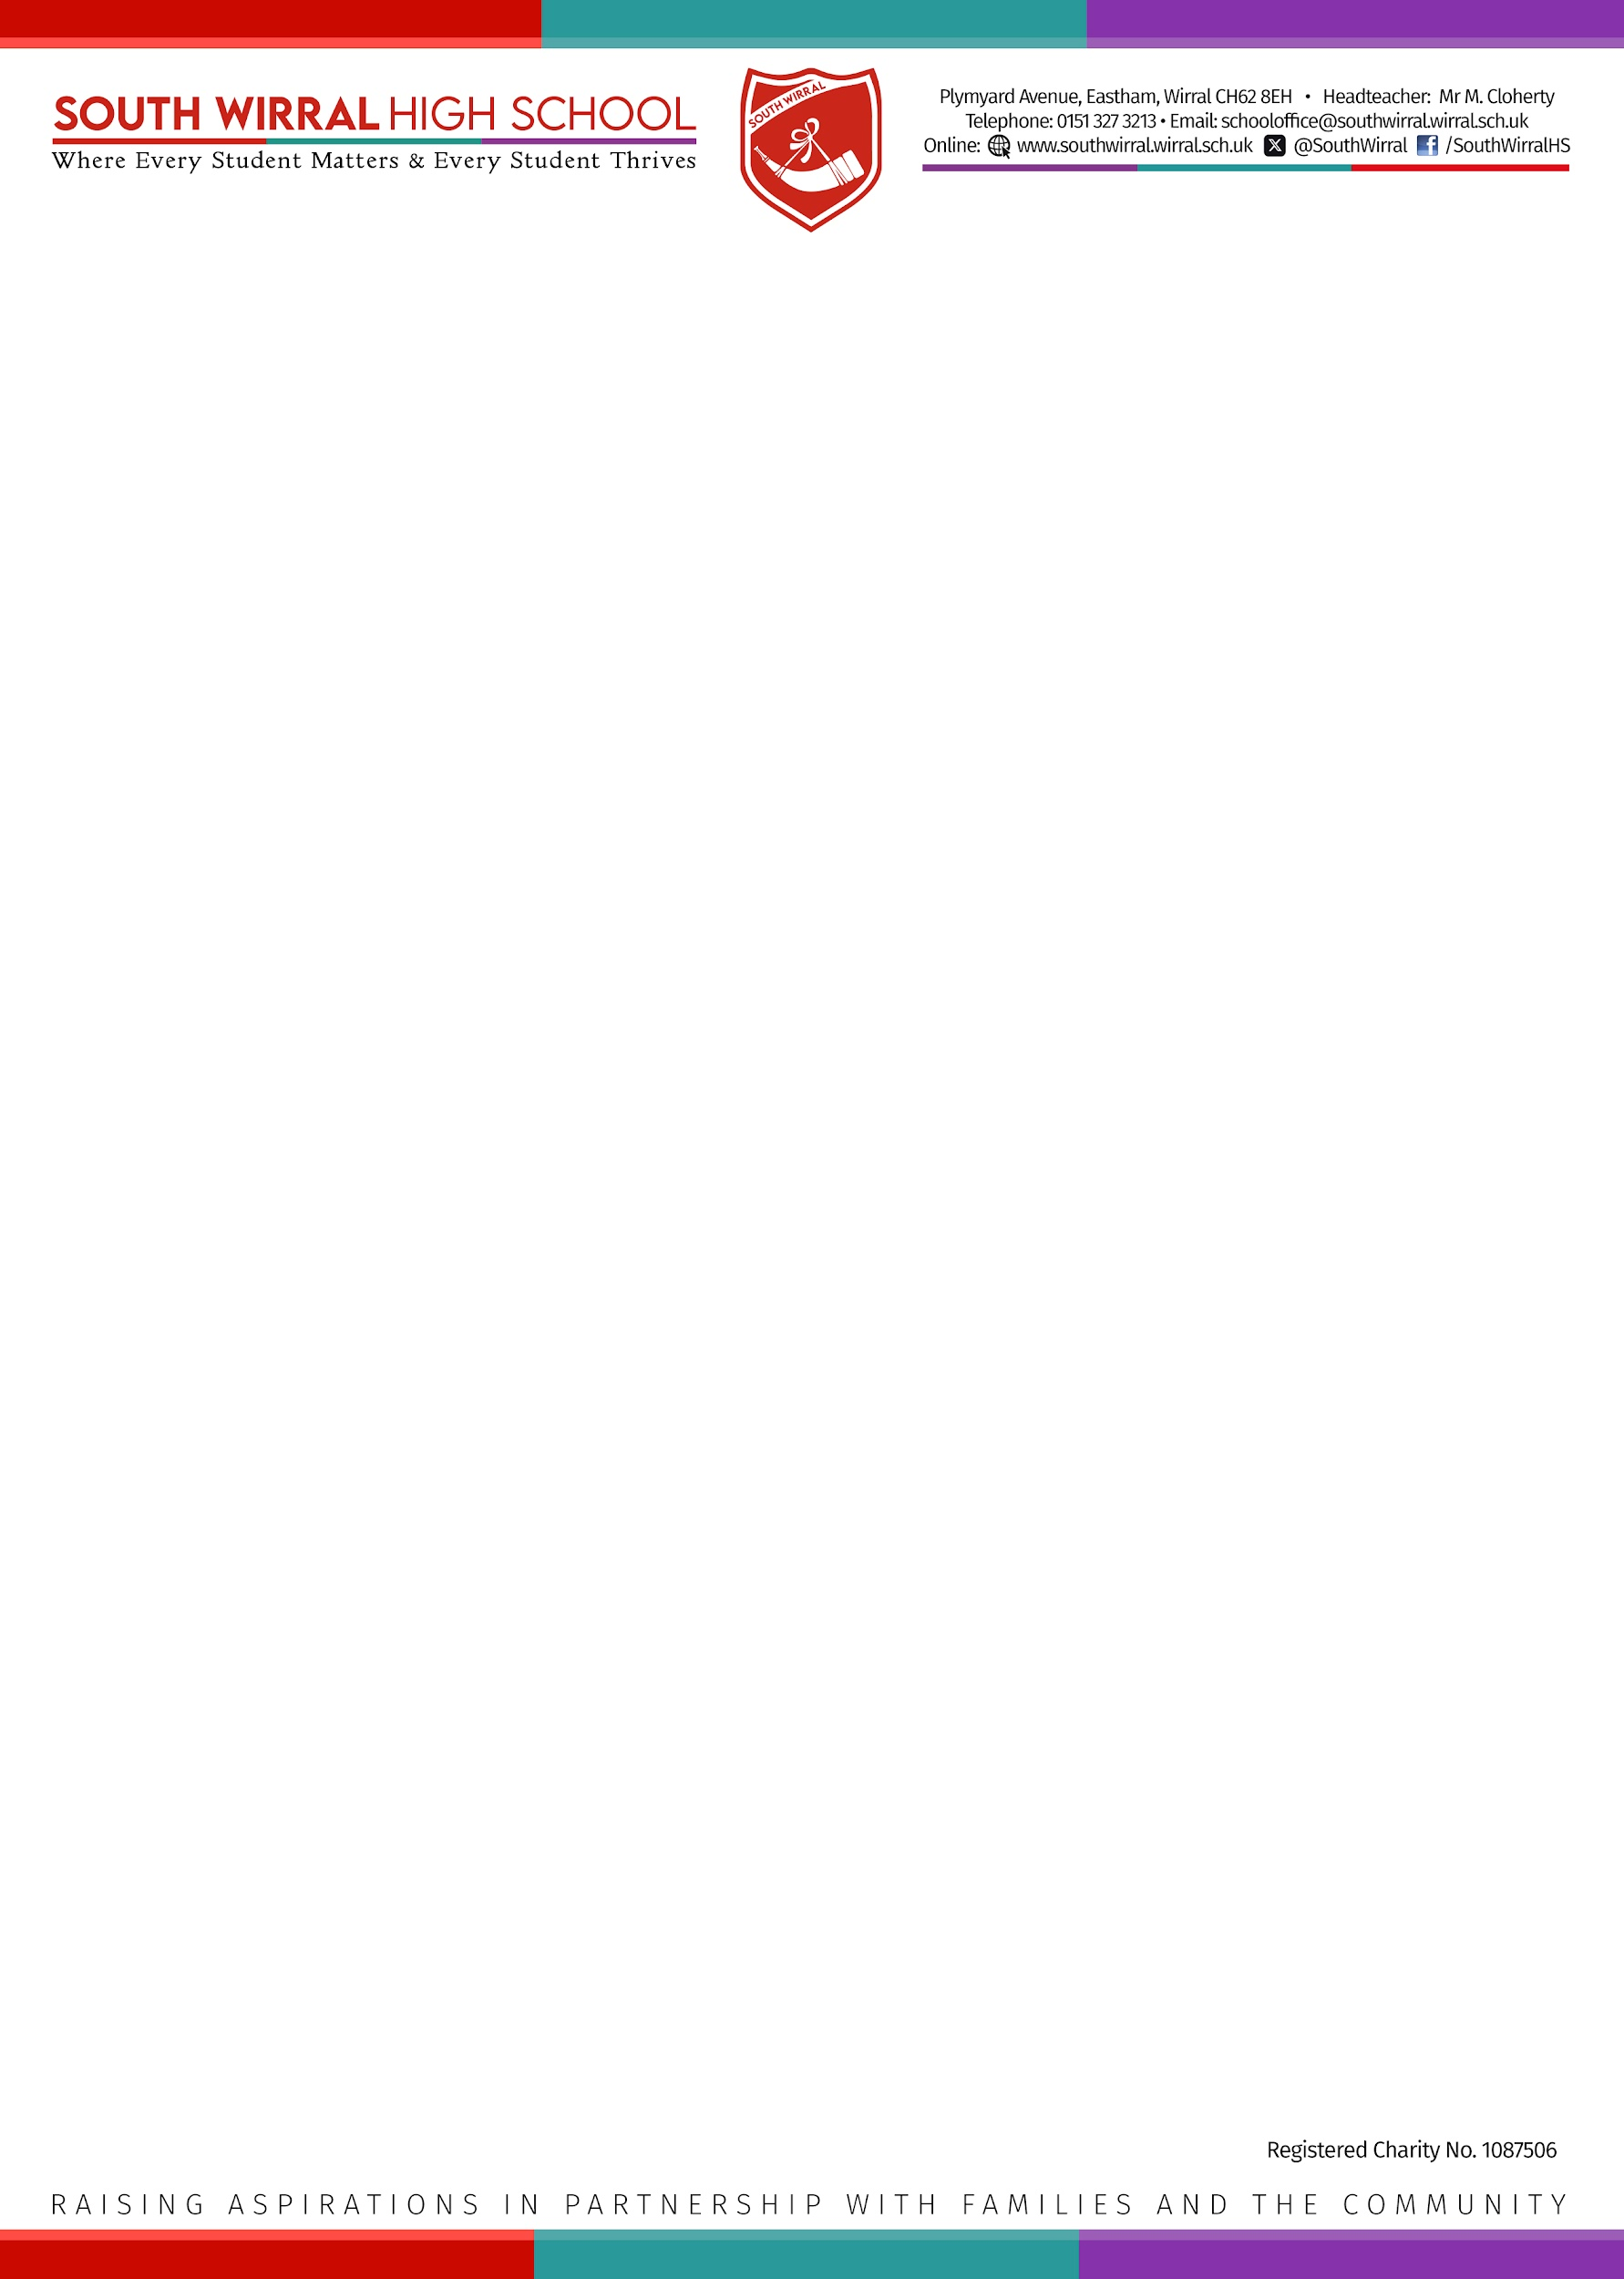 SOUTH WIRRAL HIGH SCHOOL
Where Every Student Matters & Every Student Thrives
SOUTH WIRRAL
Plymyard Avenue, Eastham, Wirral CH62 8EH • Headteacher: Mr M. Cloherty
Telephone: 0151 327 3213 • Email: schooloffice@southwirral.wirral.sch.uk
Online: www.southwirral.wirral.sch.uk X @SouthWirral f /SouthWirralHS
Registered Charity No. 1087506
RAISING ASPIRATIONS IN PARTNERSHIP WITH FAMILIES AND THE COMMUNITY